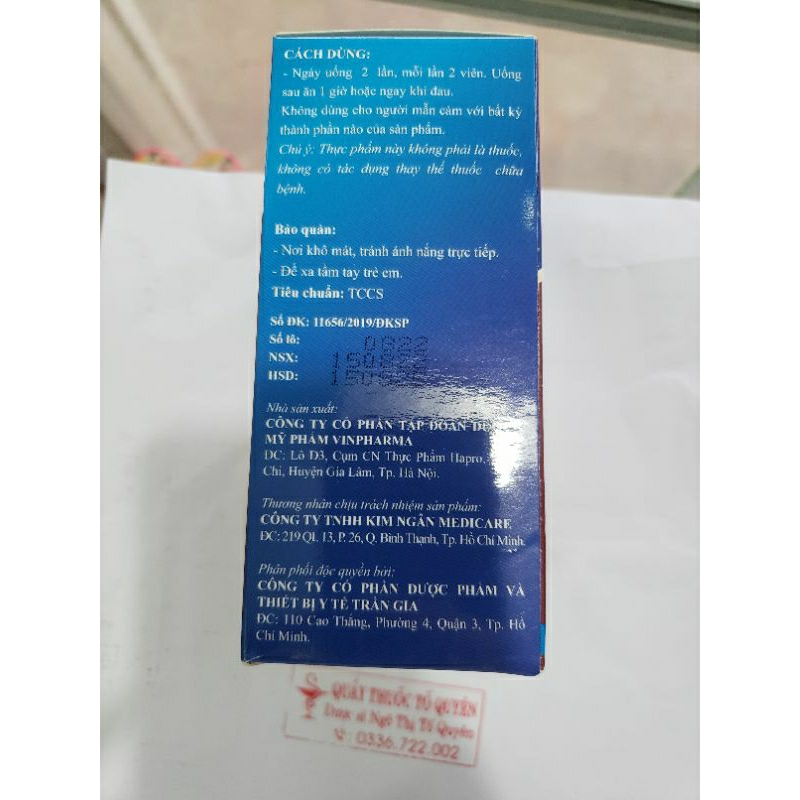 CÁCH DÙNG:
- Ngày uống 2 lần, mỗi lần 2 viên. Uống
sau ăn 1 giờ hoặc ngay khi đau.
Không dùng cho người mẫn cảm với bất kỳ
thành phần nào của sản phẩm.
Chú ý: Thực phẩm này không phải là thuốc,
không có tác dụng thay thế thuốc chữa
bệnh.
Bảo quản:
- Nơi khô mát, tránh ánh nắng trực tiếp.
- Để xa tầm tay trẻ em.
Tiêu chuẩn: TCCS
Số ĐK: 11656/2019/ĐKSP
Số lô: 0822
NSX:
HSD:
Nhà sản xuất:
CÔNG TY CỔ PHẦN TẬP ĐOÀN
MỸ PHẨM VINPHARMA
ĐC: Lô D3, Cụm CN Thực Phẩm Hapro,
Chi, Huyện Gia Lâm, Tp. Hà Nội.
Thương nhân chịu trách nhiệm sản phẩm:
CÔNG TY TNHH KIM NGÂN MEDICARE
ĐC: 219 QL 13, P. 26, Q. Bình Thạnh, Tp. Hồ Chí Minh.
Phân phối độc quyền bởi:
CÔNG TY CỔ PHẦN DƯỢC PHẨM VÀ
THIẾT BỊ Y TẾ TRẦN GIA
ĐC: 110 Cao Thắng, Phường 4, Quận 3, Tp. Hồ
Chí Minh.
QUẦY THUỐC TỐ QUYÊN
Dược sĩ Ngô Thị Tố Quyên
: 0336.722.002